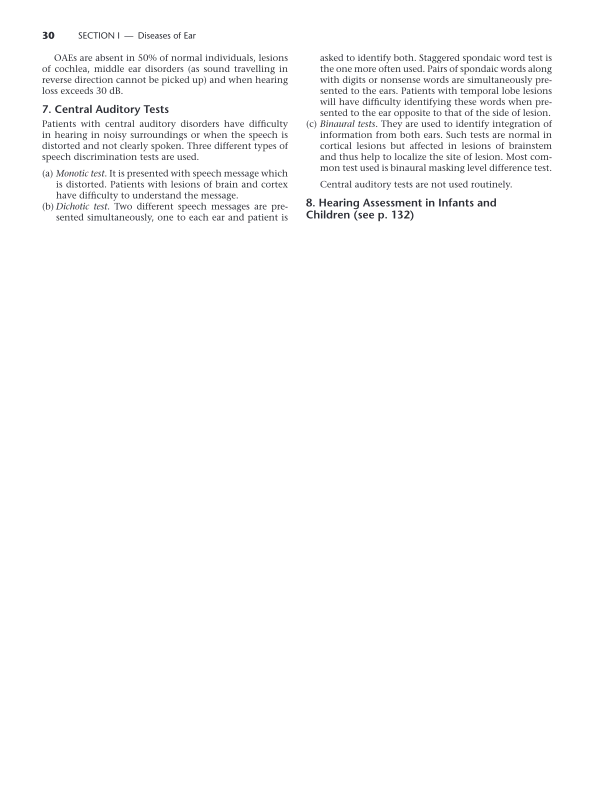 30 SECTION I — Diseases of Ear
OAEs are absent in 50% of normal individuals, lesions
of cochlea, middle ear disorders (as sound travelling in
reverse direction cannot be picked up) and when hearing
loss exceeds 30 dB.
7. Central Auditory Tests
Patients with central auditory disorders have difficulty
in hearing in noisy surroundings or when the speech is
distorted and not clearly spoken. Three different types of
speech discrimination tests are used.
(a) Monotic test. It is presented with speech message which
is distorted. Patients with lesions of brain and cortex
have difficulty to understand the message.
(b) Dichotic test. Two different speech messages are pre-
sented simultaneously, one to each ear and patient is
asked to identify both. Staggered spondaic word test is
the one more often used. Pairs of spondaic words along
with digits or nonsense words are simultaneously pre-
sented to the ears. Patients with temporal lobe lesions
will have difficulty identifying these words when pre-
sented to the ear opposite to that of the side of lesion.
(c) Binaural tests. They are used to identify integration of
information from both ears. Such tests are normal in
cortical lesions but affected in lesions of brainstem
and thus help to localize the site of lesion. Most com-
mon test used is binaural masking level difference test.
Central auditory tests are not used routinely.
8. Hearing Assessment in Infants and
Children (see p. 132)